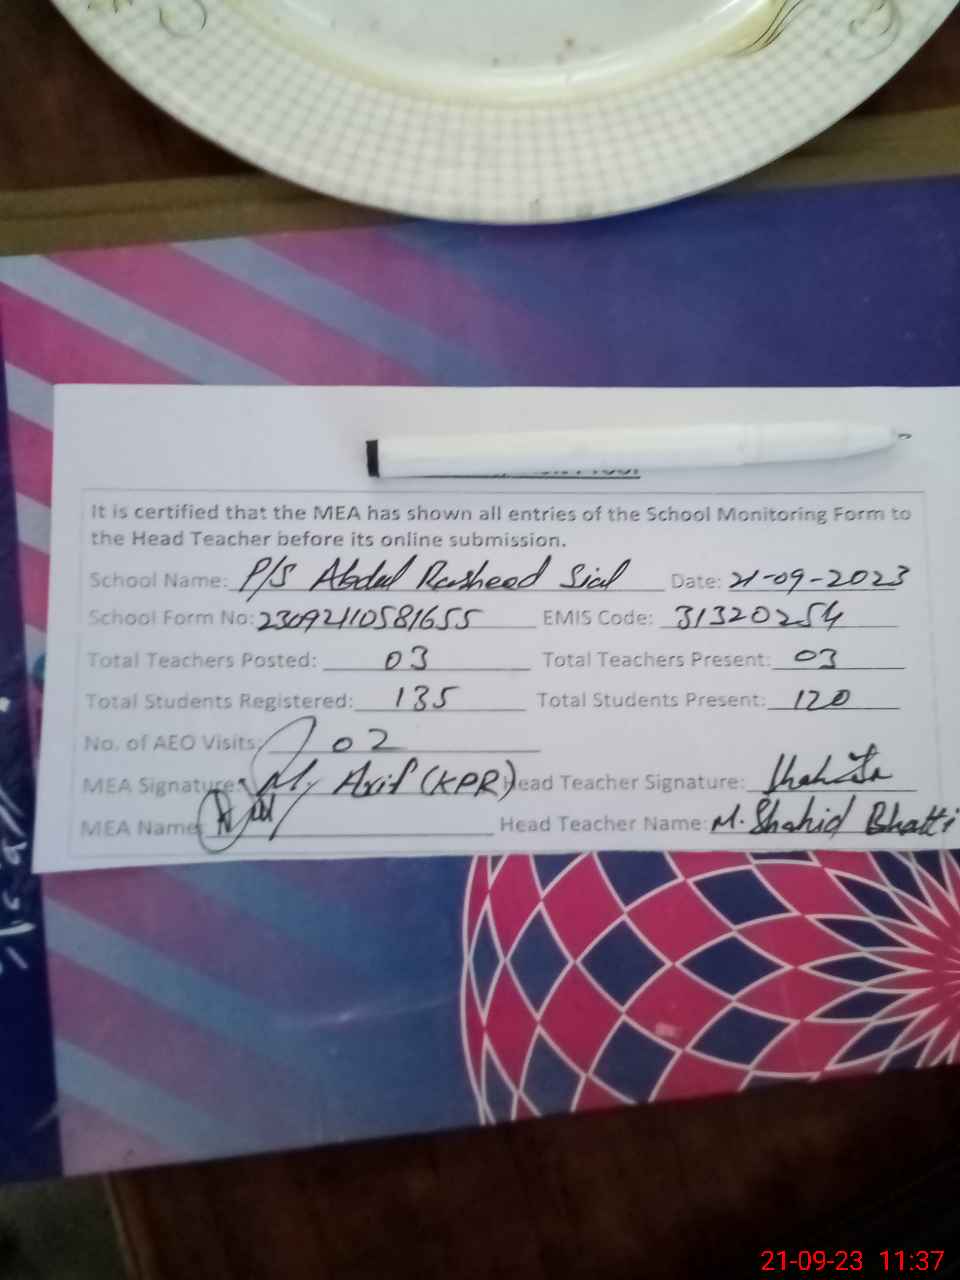 It is certified that the MEA has shown all entries of the School Monitoring Form to
the Head Teacher before its online submission.
School Name: P/S Abdul Rasheed Sial Date: 21-09-2023
School Form No: 2309211058​1655 EMIS Code: 31320254
Total Teachers Posted: 03 Total Teachers Present: 03
Total Students Registered: 135 Total Students Present: 120
No. of AEO Visits: 02
MEA Signature: M. Arif (KPR) Head Teacher Signature:
MEA Name: Head Teacher Name: M. Shahid Bhatti
21-09-23 11:37